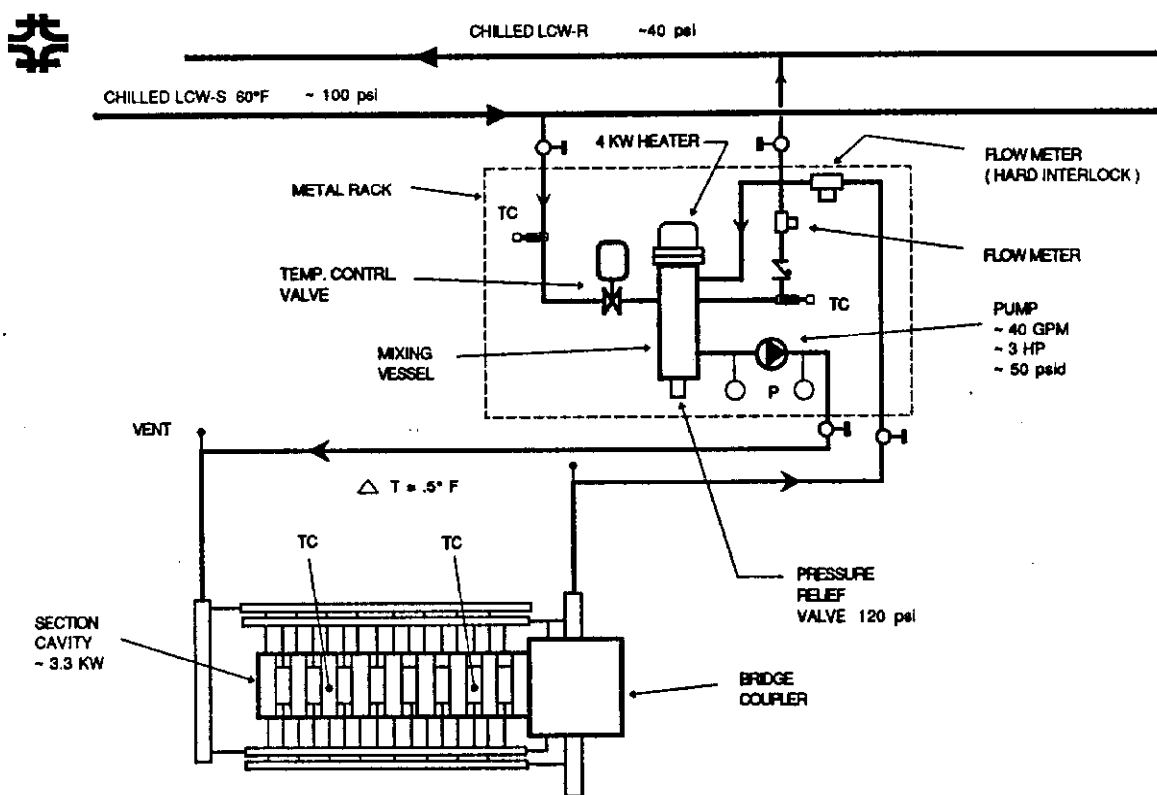 CHILLED LCW-R ~40 psi
CHILLED LCW-S 60°F ~ 100 psi
4 KW HEATER
FLOW METER
( HARD INTERLOCK )
METAL RACK
TC
FLOW METER
TEMP. CONTRL
VALVE
TC
PUMP
~ 40 GPM
~ 3 HP
~ 50 psid
MIXING
VESSEL
P
VENT
△ T = .5° F
TC
TC
PRESSURE
RELIEF
VALVE 120 psi
SECTION
CAVITY
~ 3.3 KW
BRIDGE
COUPLER